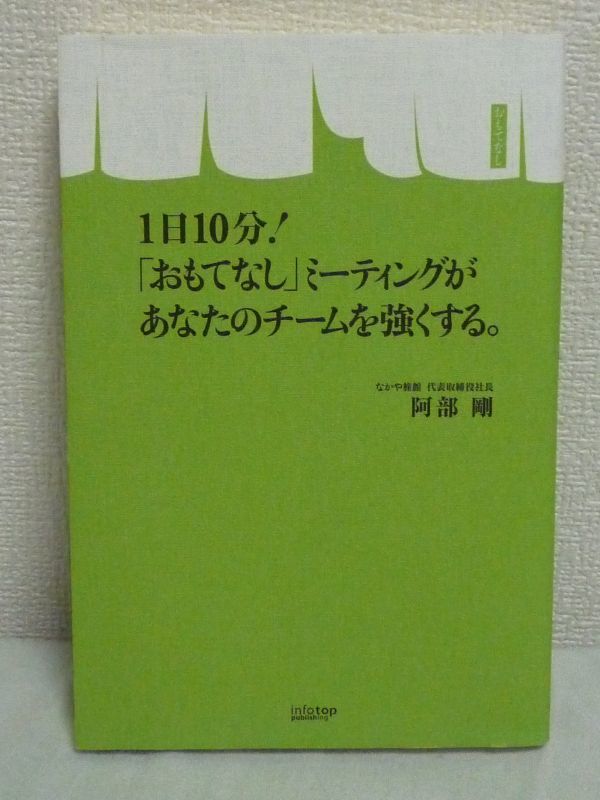 おもてなし
1日10分!
「おもてなし」ミーティングが
あなたのチームを強くする。
なかや旅館 代表取締役社長
阿部 剛
infotop
publishing